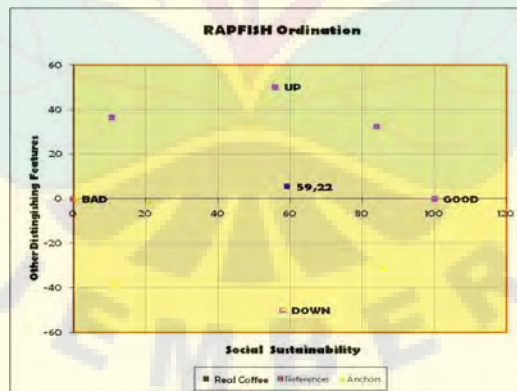 RAPFISH Ordination
60
UP
40
20
59,22
0
BAD
GOOD
0
20
40
60
80
100
120
-20
-40
DOWN
-60
Other Distingishing Features
Social Sustainability
Real Coffee References Anchors
EMBER